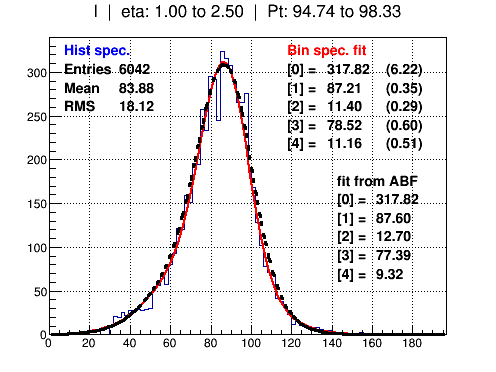 I | eta: 1.00 to 2.50 | Pt: 94.74 to 98.33
Hist spec.
Entries 6042
Mean 83.88
RMS 18.12
Bin spec. fit
[0] = 317.82 (6.22)
[1] = 87.21 (0.35)
[2] = 11.40 (0.29)
[3] = 78.52 (0.60)
[4] = 11.16 (0.51)
fit from ABF
[0] = 317.82
[1] = 87.60
[2] = 12.70
[3] = 77.39
[4] = 9.32
300
250
200
150
100
50
0
0 20 40 60 80 100 120 140 160 180